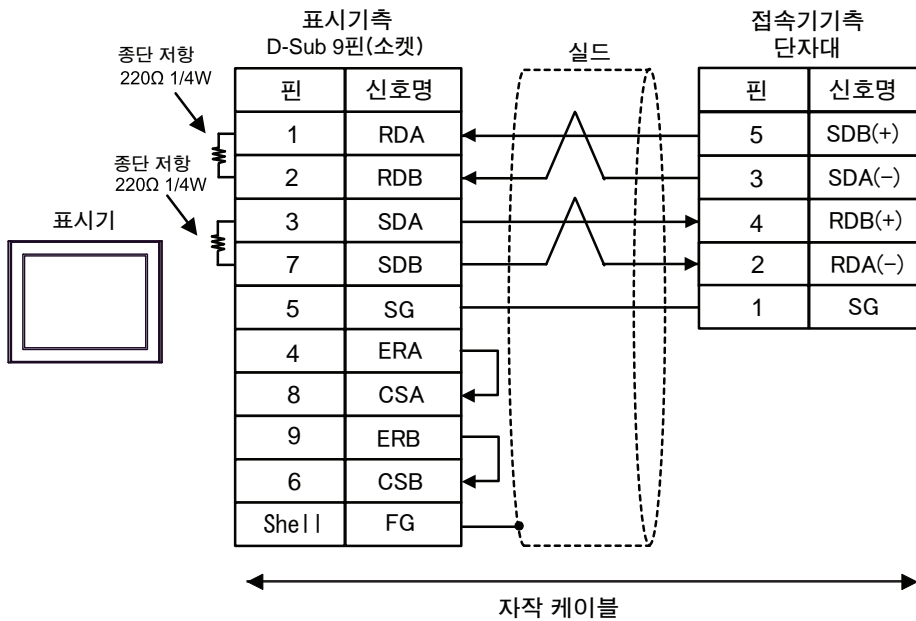 표시기측
D-Sub 9핀(소켓)
접속기기측
단자대
실드
종단 저항
220Ω 1/4W
종단 저항
220Ω 1/4W
표시기
핀 신호명
1 RDA
2 RDB
3 SDA
7 SDB
5 SG
4 ERA
8 CSA
9 ERB
6 CSB
Shell FG
핀 신호명
5 SDB(+)
3 SDA(-)
4 RDB(+)
2 RDA(-)
1 SG
자작 케이블